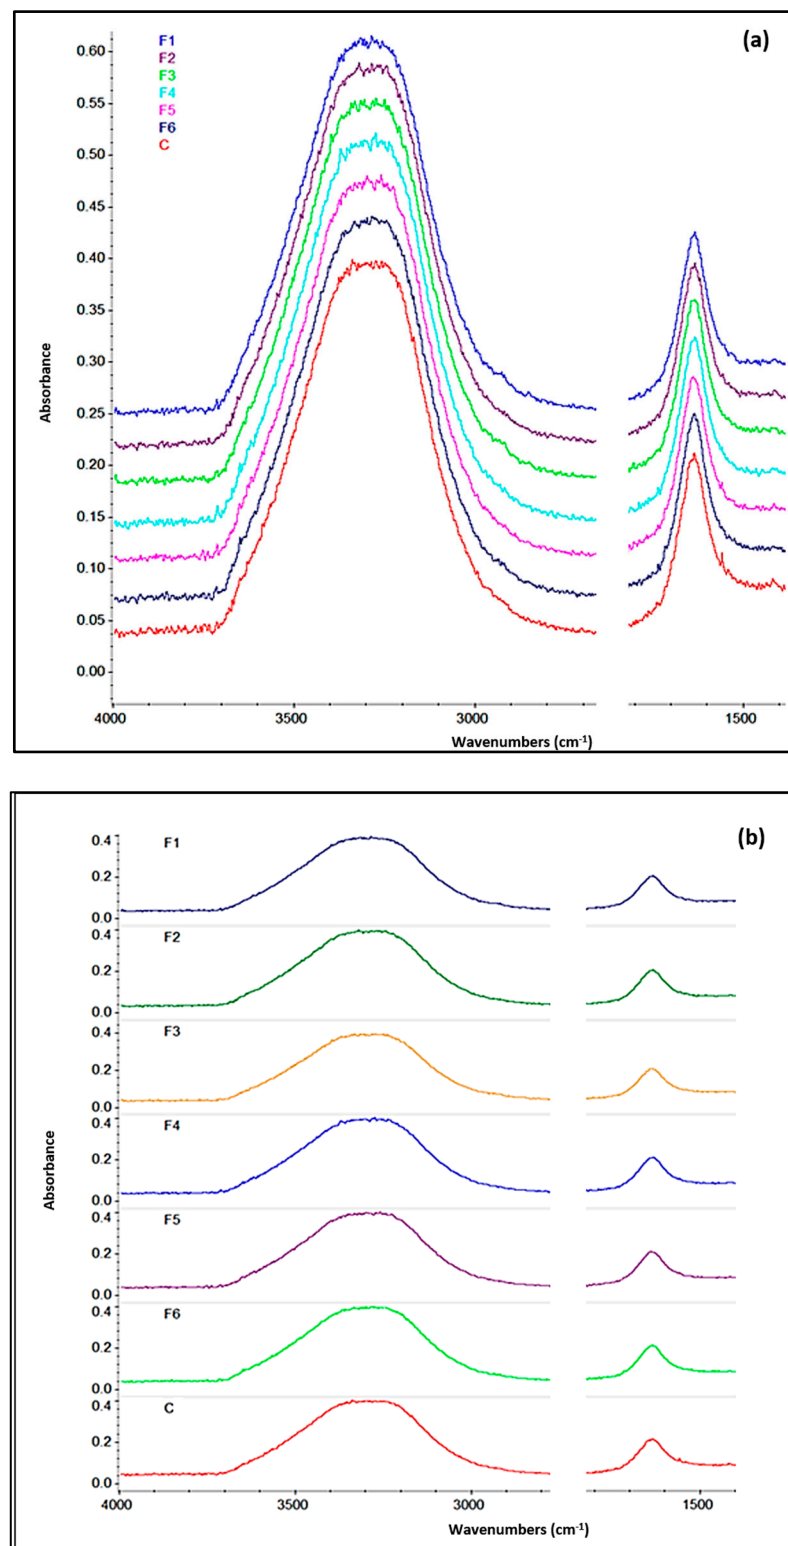 (a)
F1
F2
F3
F4
F5
F6
C
0.60
0.55
0.50
0.45
0.40
0.35
0.30
0.25
0.20
0.15
0.10
0.05
0.00
Absorbance
4000 3500 3000 1500
Wavenumbers (cm-1)
(b)
0.4 F1
0.2
0.0
0.4 F2
0.2
0.0
0.4 F3
0.2
0.0
0.4 F4
0.2
0.0
0.4 F5
0.2
0.0
0.4 F6
0.2
0.0
0.4 C
0.2
0.0
Absorbance
4000 3500 3000 1500
Wavenumbers (cm-1)